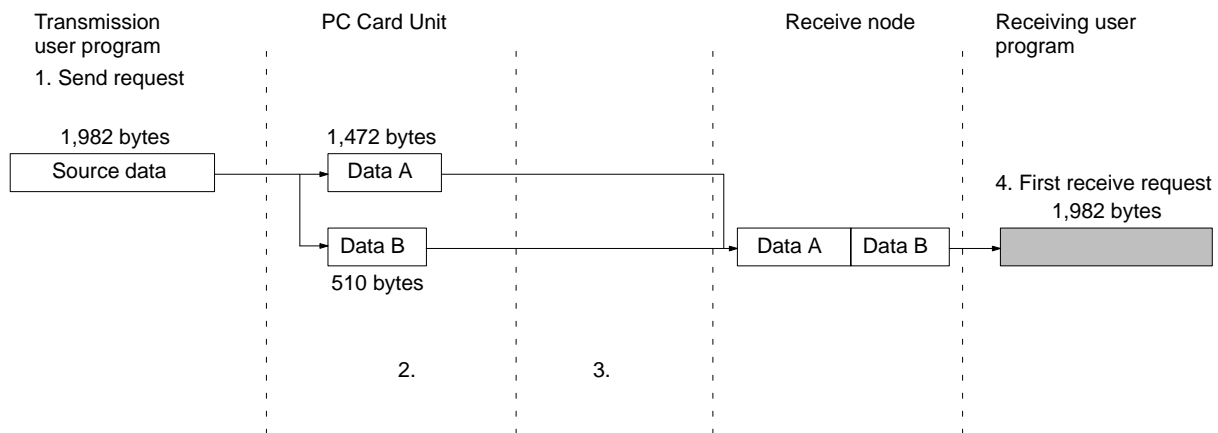 Transmission
user program
PC Card Unit
Receive node
Receiving user
program
1. Send request
1,982 bytes
Source data
1,472 bytes
Data A
Data B
510 bytes
Data A
Data B
4. First receive request
1,982 bytes
2.
3.